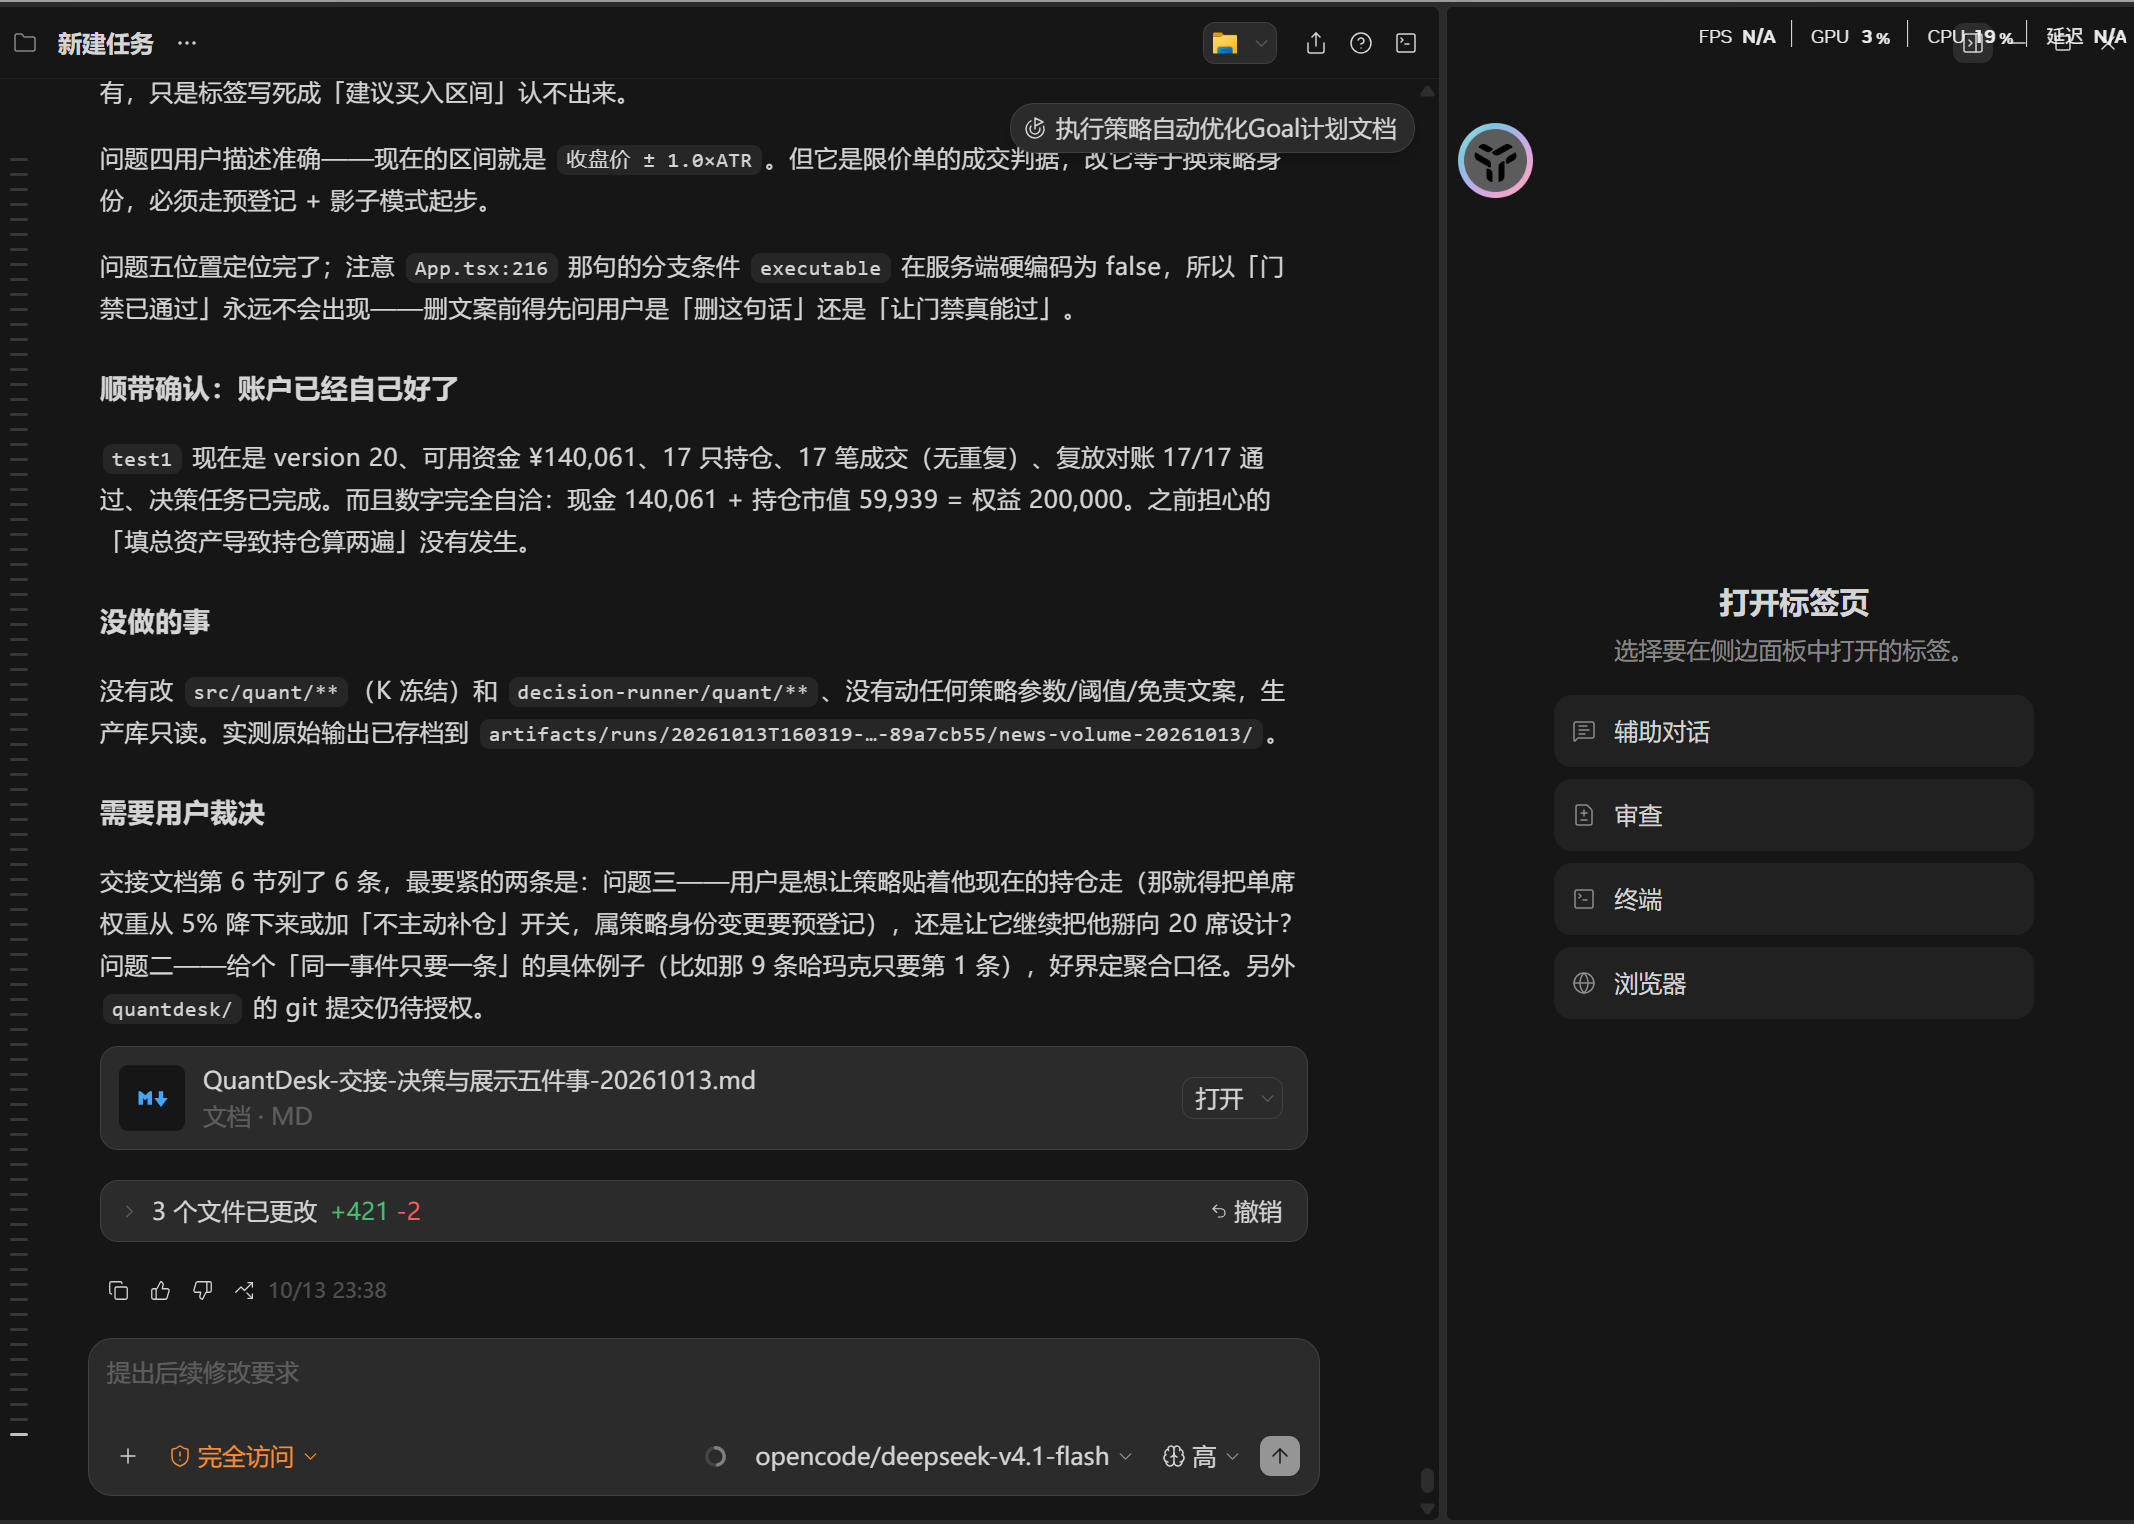 新建任务 ···
FPS N/A GPU 3 % CPU 19 % 延迟 N/A
有，只是标签写死成「建议买入区间」认不出来。
执行策略自动优化Goal计划文档
问题四用户描述准确——现在的区间就是 收盘价 ± 1.0×ATR 。但它是限价单的成交判据，改它等于换策略身
份，必须走预登记 + 影子模式起步。
问题五位置定位完了；注意 App.tsx:216 那句的分支条件 executable 在服务端硬编码为 false，所以「门
禁已通过」永远不会出现——删文案前得先问用户是「删这句话」还是「让门禁真能过」。
顺带确认：账户已经自己好了
test1 现在是 version 20、可用资金 ¥140,061、17 只持仓、17 笔成交（无重复）、复放对账 17/17 通
过、决策任务已完成。而且数字完全自洽：现金 140,061 + 持仓市值 59,939 = 权益 200,000。之前担心的
「填总资产导致持仓算两遍」没有发生。
没做的事
没有改 src/quant/** （K 冻结）和 decision-runner/quant/** 、没有动任何策略参数/阈值/免责文案，生
产库只读。实测原始输出已存档到 artifacts/runs/20261013T160319-…-89a7cb55/news-volume-20261013/ 。
需要用户裁决
交接文档第 6 节列了 6 条，最要紧的两条是：问题三——用户是想让策略贴着他现在的持仓走（那就得把单席
权重从 5% 降下来或加「不主动补仓」开关，属策略身份变更要预登记），还是让它继续把他掰向 20 席设计？
问题二——给个「同一事件只要一条」的具体例子（比如那 9 条哈玛克只要第 1 条），好界定聚合口径。另外
quantdesk/ 的 git 提交仍待授权。
QuantDesk-交接-决策与展示五件事-20261013.md
文档 · MD
打开
3 个文件已更改 +421 -2
撤销
10/13 23:38
提出后续修改要求
完全访问
opencode/deepseek-v4.1-flash
高
打开标签页
选择要在侧边面板中打开的标签。
辅助对话
审查
终端
浏览器